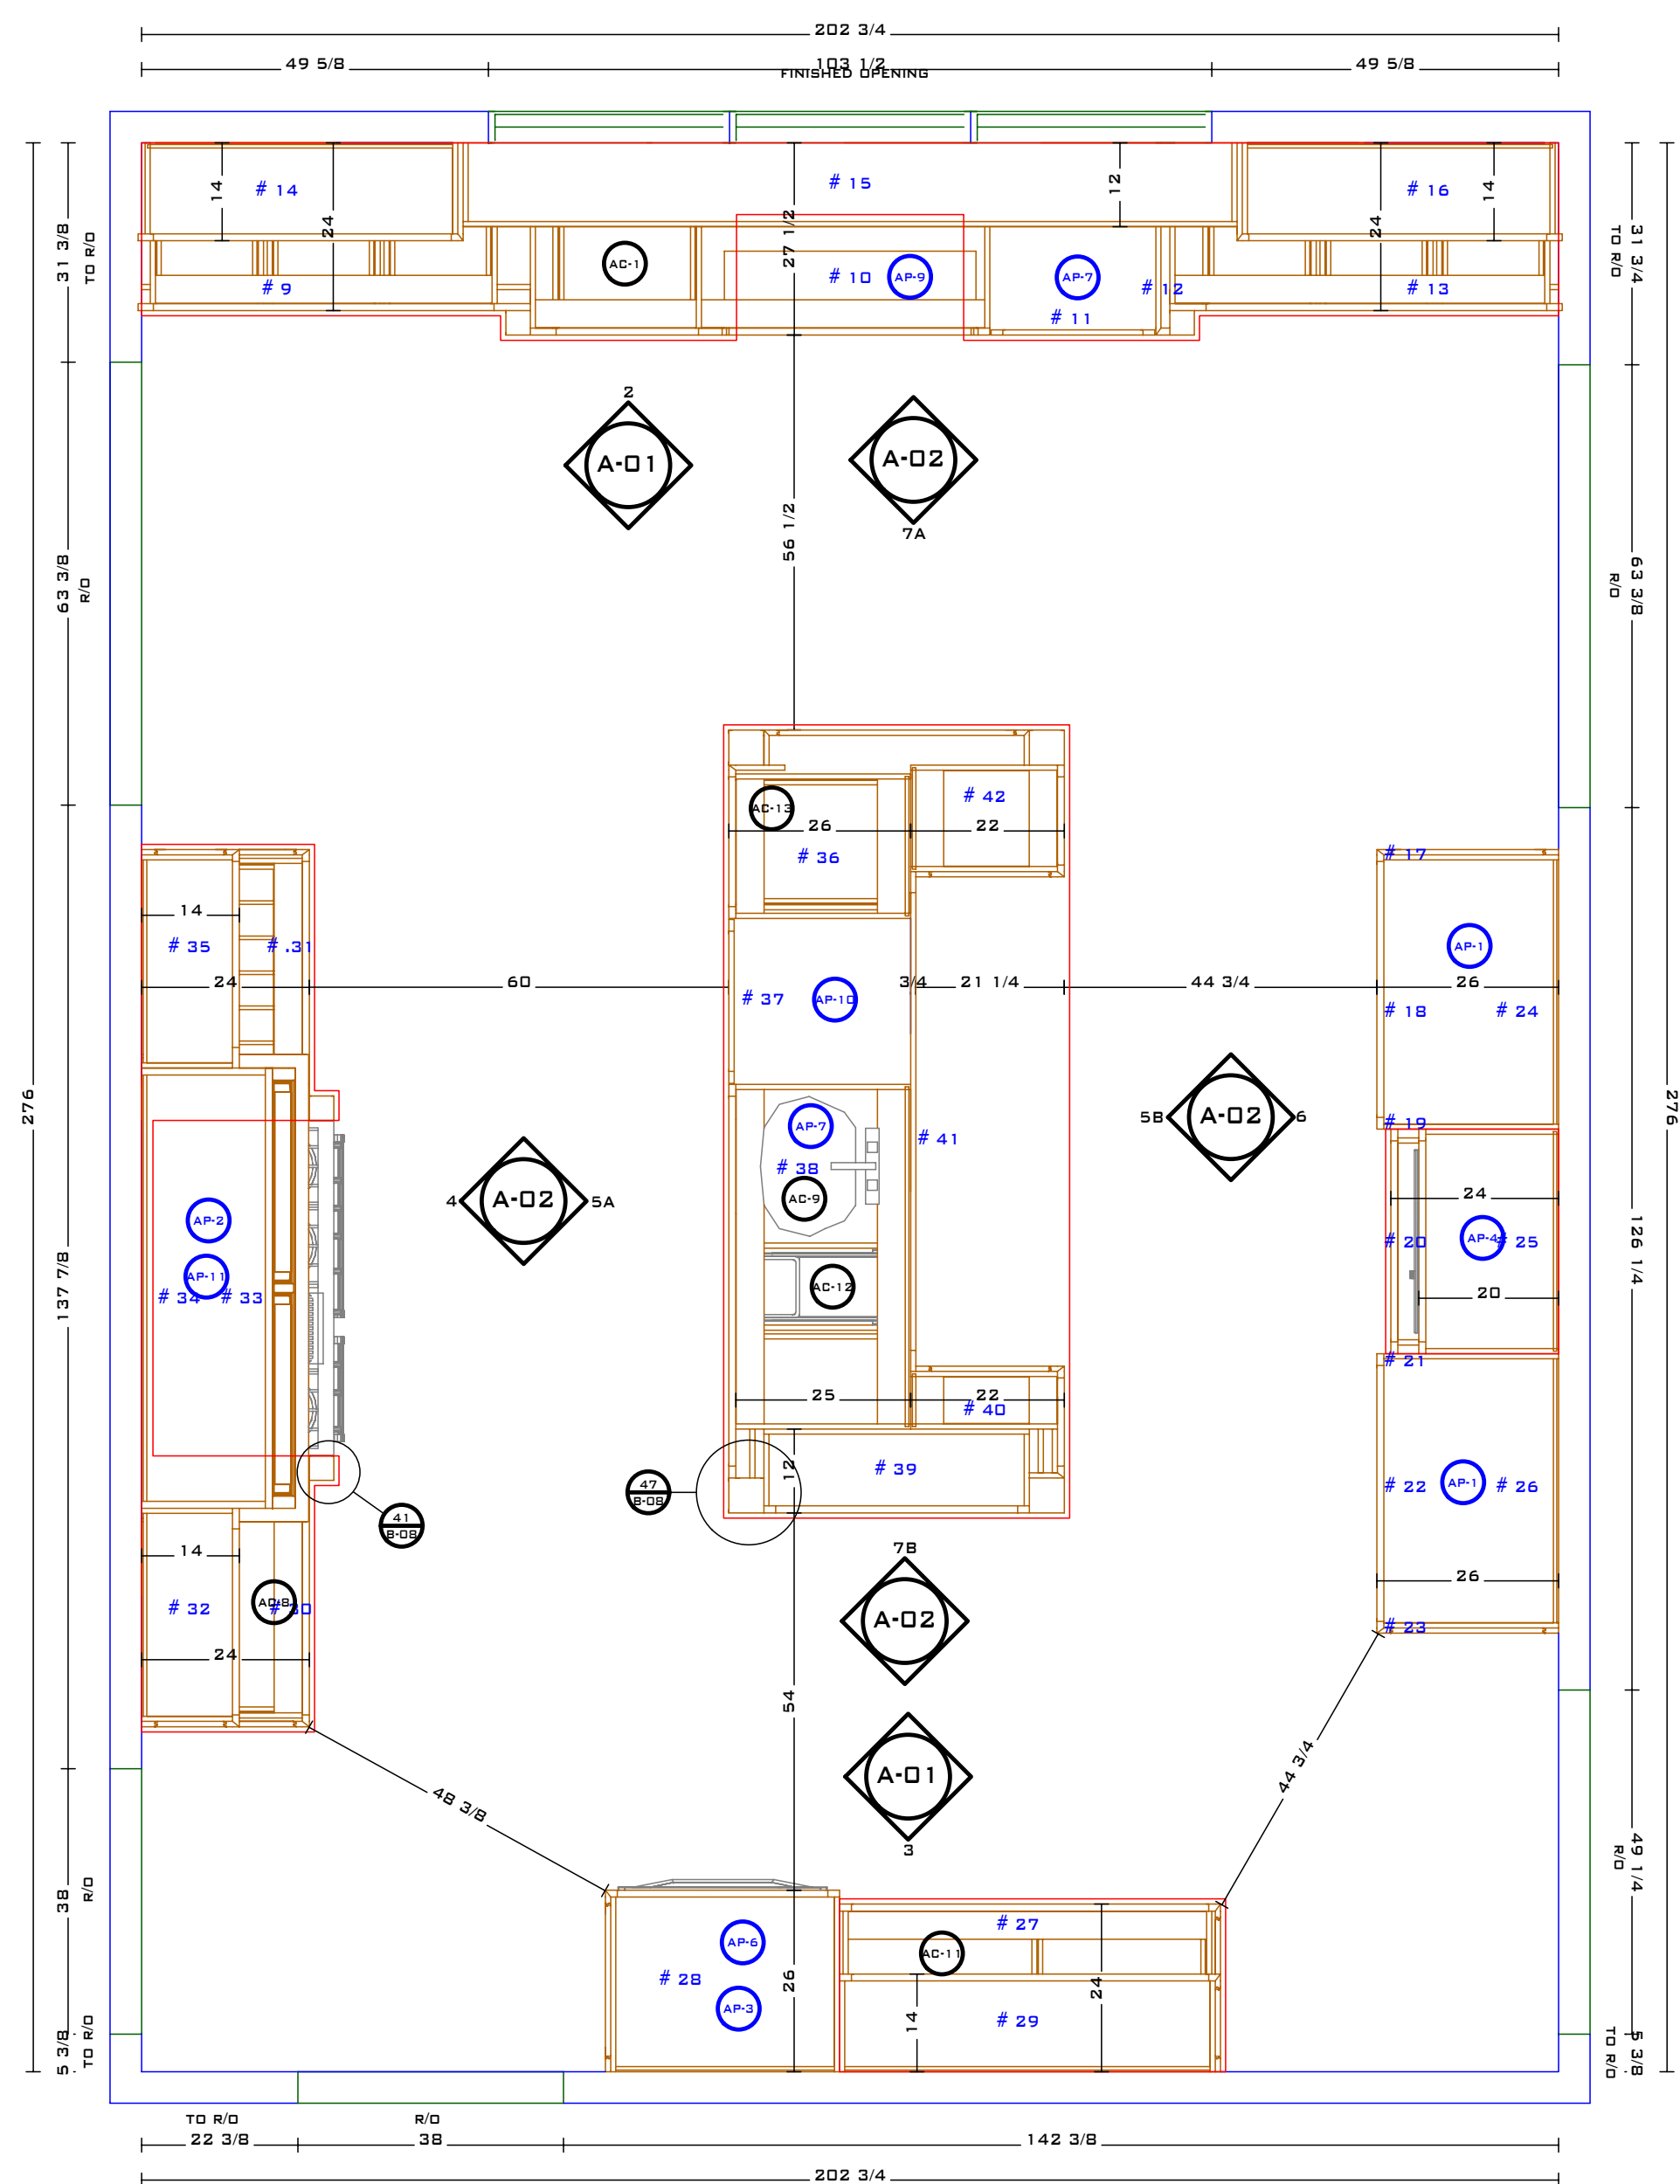 202 3/4
49 5/8
103 1/2
49 5/8
FINISHED OPENING
# 14
# 15
# 16
14
24
27 1/2
12
24
14
31 3/8
TO R/O
31 3/4
TO R/O
AC-1
# 9
# 10
AP-9
AP-7
# 11
# 12
# 13
2
A-01
A-02
7A
56 1/2
63 3/8
R/O
63 3/8
R/O
AC-13
# 42
26
22
# 36
# 17
14
# 35
# .31
AP-1
24
60
3/4
21 1/4
44 3/4
26
# 37
AP-10
# 18
# 24
276
276
AP-7
# 41
# 38
AC-9
5B
A-02
6
# 19
4
A-02
5A
24
AP-2
AP-11
# 34
# 33
# 20
AP-4
# 25
137 7/8
126 1/4
AC-12
20
# 21
25
22
# 40
12
# 39
47
B-08
41
B-08
# 22
AP-1
# 26
14
7B
26
# 32
AC-8
# 30
A-02
# 23
24
54
A-01
3
48 3/8
44 3/4
38
R/O
49 1/4
R/O
# 27
AP-6
AC-11
# 28
26
24
AP-3
14
# 29
5 3/8
TO R/O
5 3/8
TO R/O
TO R/O
R/O
22 3/8
38
142 3/8
202 3/4